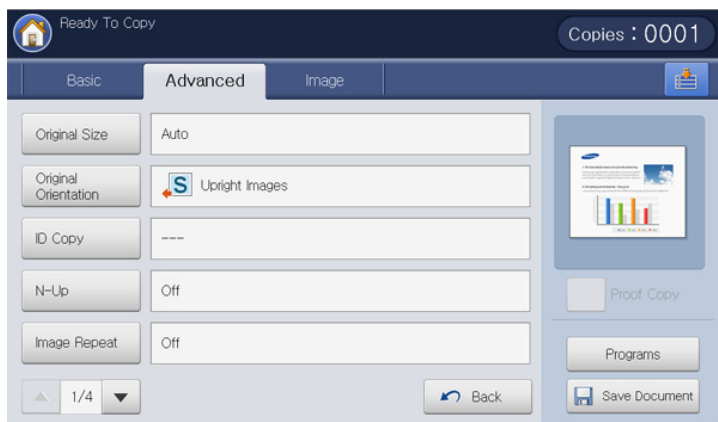 Ready To Copy
Copies : 0001
Basic
Advanced
Image
Original Size
Auto
Original
Orientation
S
Upright Images
ID Copy
---
N-Up
Off
Proof Copy
Image Repeat
Off
Programs
1/4
Back
Save Document